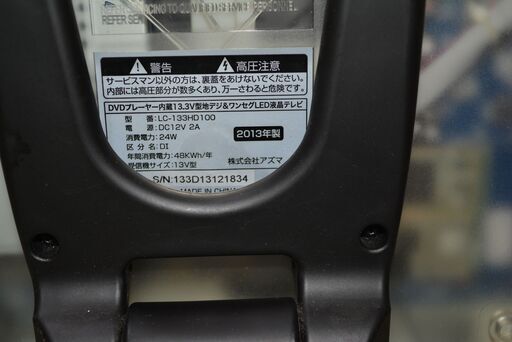 CING TO QUALIFIED SERVICE PERSONNEL
REFER SER
警告
高圧注意
サービスマン以外の方は、裏蓋をあけないでください。
内部には高圧部分が数多くあり、万一さわると危険です。
DVDプレーヤー内蔵13.3V型地デジ&ワンセグLED液晶テレビ
型 番: LC-133HD100
電 源: DC12V 2A
消費電力: 24W
2013年製
区 分 名: DI
年間消費電力: 48KWh/年
受信機サイズ: 13V型
株式会社アズマ
S/N:133D13121834
MADE IN CHINA